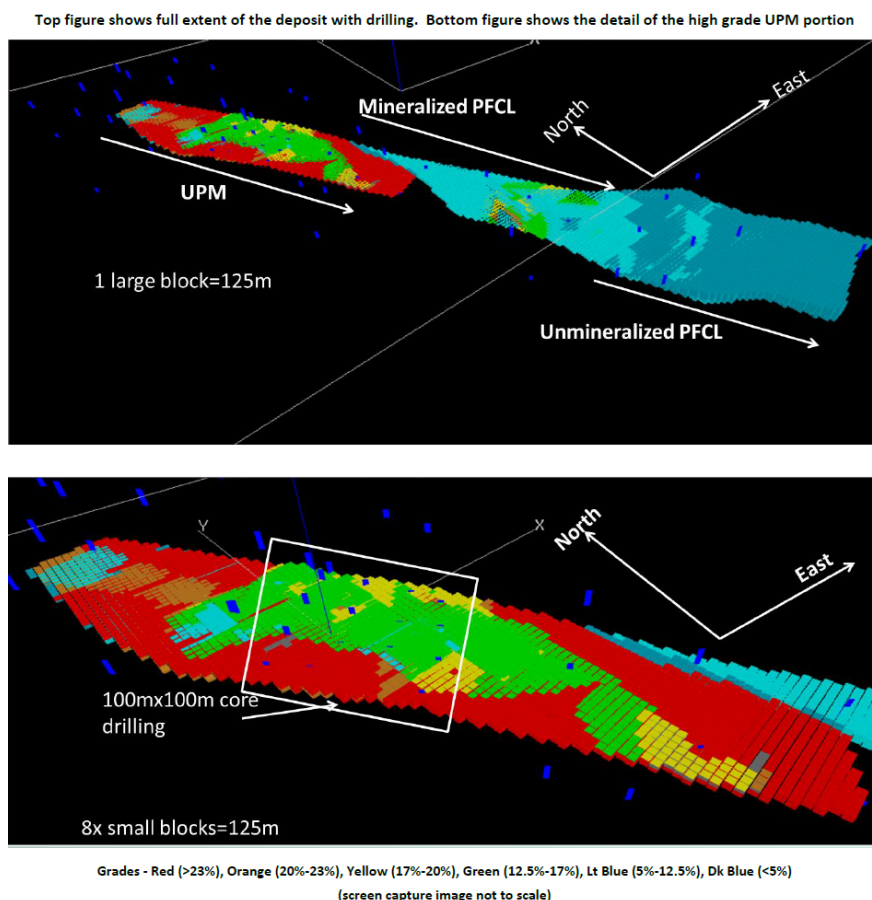 Top figure shows full extent of the deposit with drilling.  Bottom figure shows the detail of the high grade UPM portion
Y
X
Mineralized PFCL
North
East
UPM
1 large block=125m
Unmineralized PFCL
Y
X
North
East
100mx100m core
drilling
8x small blocks=125m
Grades - Red (>23%), Orange (20%-23%), Yellow (17%-20%), Green (12.5%-17%), Lt Blue (5%-12.5%), Dk Blue (<5%)
(screen capture image not to scale)